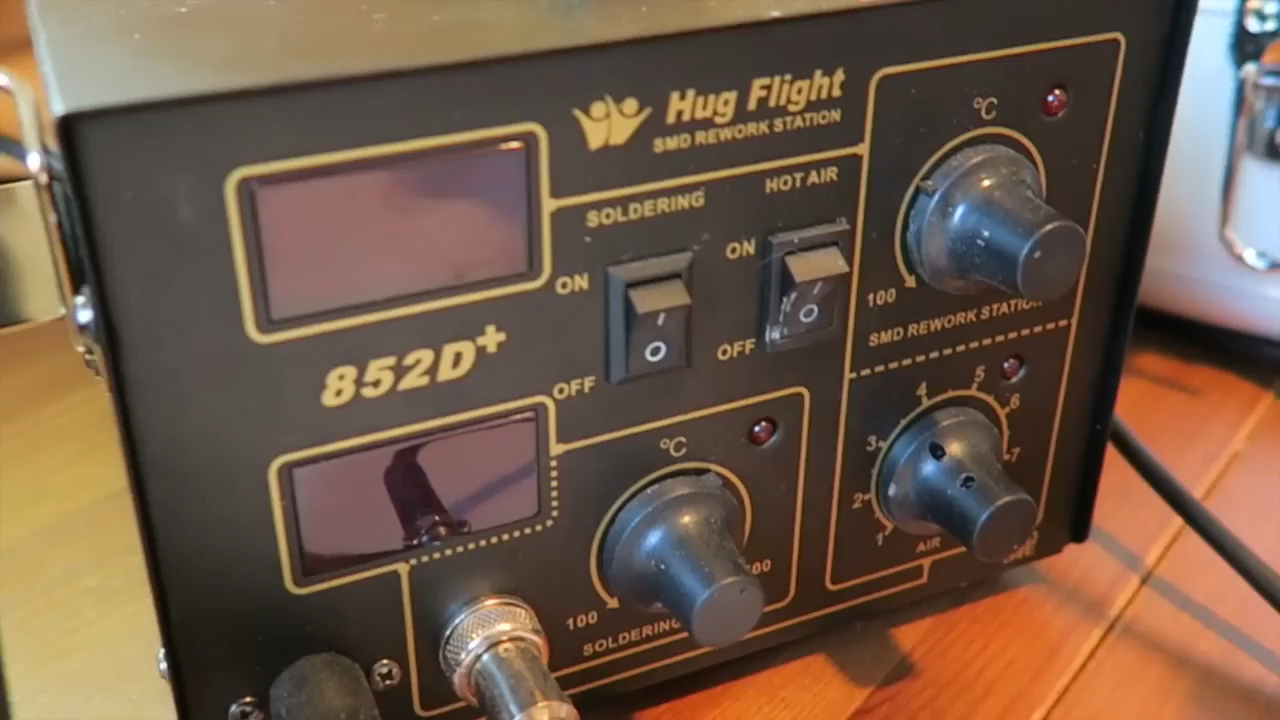 Hug Flight
SMD REWORK STATION
SOLDERING
HOT AIR
ON
OFF
ON
OFF
852D+
°C
100
SMD REWORK STATION
1
2
3
4
5
6
7
AIR
°C
100
SOLDERING